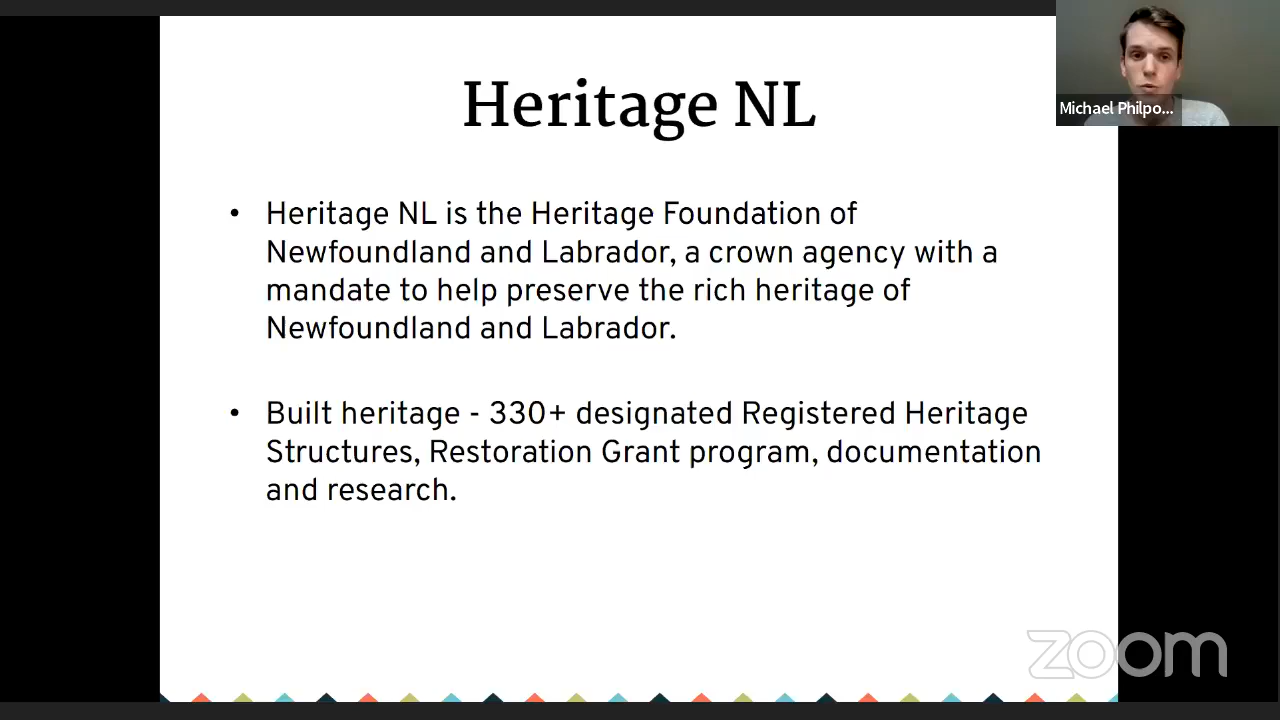 Heritage NL
Michael Philpo...
• Heritage NL is the Heritage Foundation of
Newfoundland and Labrador, a crown agency with a
mandate to help preserve the rich heritage of
Newfoundland and Labrador.
• Built heritage - 330+ designated Registered Heritage
Structures, Restoration Grant program, documentation
and research.
zoom